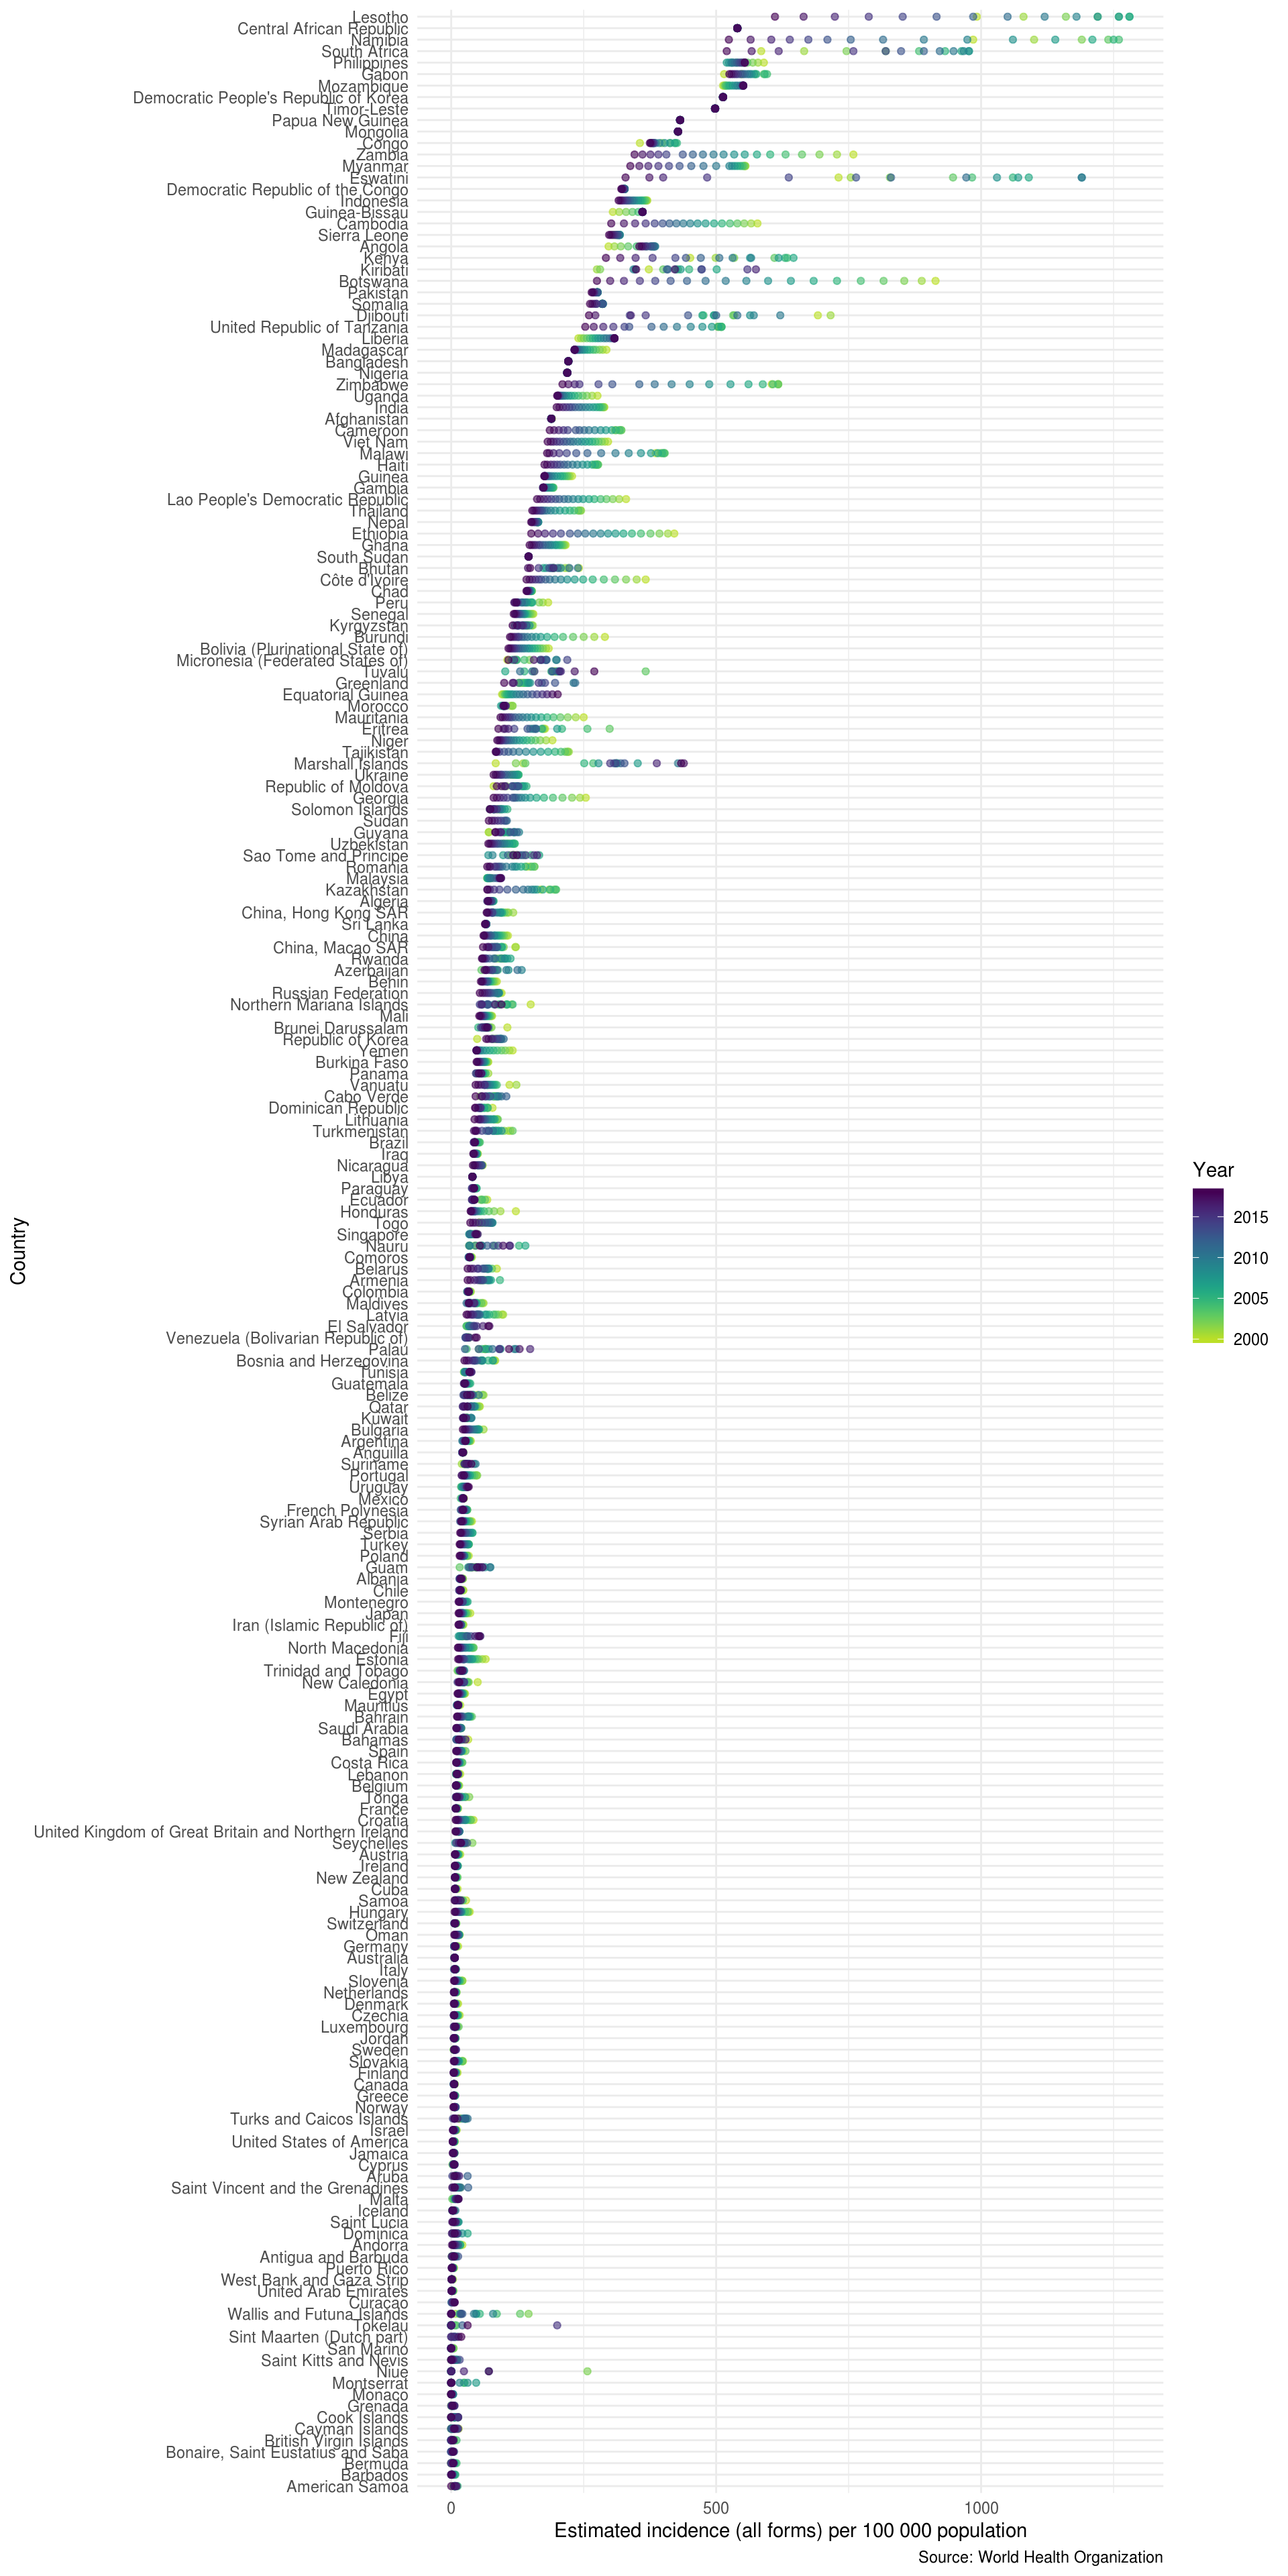 Lesotho
Central African Republic
Namibia
South Africa
Philippines
Gabon
Mozambique
Democratic People's Republic of Korea
Timor-Leste
Papua New Guinea
Mongolia
Congo
Zambia
Myanmar
Eswatini
Democratic Republic of the Congo
Indonesia
Guinea-Bissau
Cambodia
Sierra Leone
Angola
Kenya
Kiribati
Botswana
Pakistan
Somalia
Djibouti
United Republic of Tanzania
Liberia
Madagascar
Bangladesh
Nigeria
Zimbabwe
Uganda
India
Afghanistan
Cameroon
Viet Nam
Malawi
Haiti
Guinea
Gambia
Lao People's Democratic Republic
Thailand
Nepal
Ethiopia
Ghana
South Sudan
Bhutan
Côte d'Ivoire
Chad
Peru
Senegal
Kyrgyzstan
Burundi
Bolivia (Plurinational State of)
Micronesia (Federated States of)
Tuvalu
Greenland
Equatorial Guinea
Morocco
Mauritania
Eritrea
Niger
Tajikistan
Marshall Islands
Ukraine
Republic of Moldova
Georgia
Solomon Islands
Sudan
Guyana
Uzbekistan
Sao Tome and Principe
Romania
Malaysia
Kazakhstan
Algeria
China, Hong Kong SAR
Sri Lanka
China
China, Macao SAR
Rwanda
Azerbaijan
Benin
Russian Federation
Northern Mariana Islands
Mali
Brunei Darussalam
Republic of Korea
Yemen
Burkina Faso
Panama
Vanuatu
Cabo Verde
Dominican Republic
Lithuania
Turkmenistan
Brazil
Iraq
Nicaragua
Libya
Paraguay
Ecuador
Honduras
Togo
Singapore
Nauru
Comoros
Belarus
Armenia
Colombia
Maldives
Latvia
El Salvador
Venezuela (Bolivarian Republic of)
Palau
Bosnia and Herzegovina
Tunisia
Guatemala
Belize
Qatar
Kuwait
Bulgaria
Argentina
Anguilla
Suriname
Portugal
Uruguay
Mexico
French Polynesia
Syrian Arab Republic
Serbia
Turkey
Poland
Guam
Albania
Chile
Montenegro
Japan
Iran (Islamic Republic of)
Fiji
North Macedonia
Estonia
Trinidad and Tobago
New Caledonia
Egypt
Mauritius
Bahrain
Saudi Arabia
Bahamas
Spain
Costa Rica
Lebanon
Belgium
Tonga
France
Croatia
United Kingdom of Great Britain and Northern Ireland
Seychelles
Austria
Ireland
New Zealand
Cuba
Samoa
Hungary
Switzerland
Oman
Germany
Australia
Italy
Slovenia
Netherlands
Denmark
Czechia
Luxembourg
Jordan
Sweden
Slovakia
Finland
Canada
Greece
Norway
Turks and Caicos Islands
Israel
United States of America
Jamaica
Cyprus
Aruba
Saint Vincent and the Grenadines
Malta
Iceland
Saint Lucia
Dominica
Andorra
Antigua and Barbuda
Puerto Rico
West Bank and Gaza Strip
United Arab Emirates
Curaçao
Wallis and Futuna Islands
Tokelau
Sint Maarten (Dutch part)
San Marino
Saint Kitts and Nevis
Niue
Montserrat
Monaco
Grenada
Cook Islands
Cayman Islands
British Virgin Islands
Bonaire, Saint Eustatius and Saba
Bermuda
Barbados
American Samoa
Country
0
500
1000
Estimated incidence (all forms) per 100 000 population
Source: World Health Organization
Year
2015
2010
2005
2000